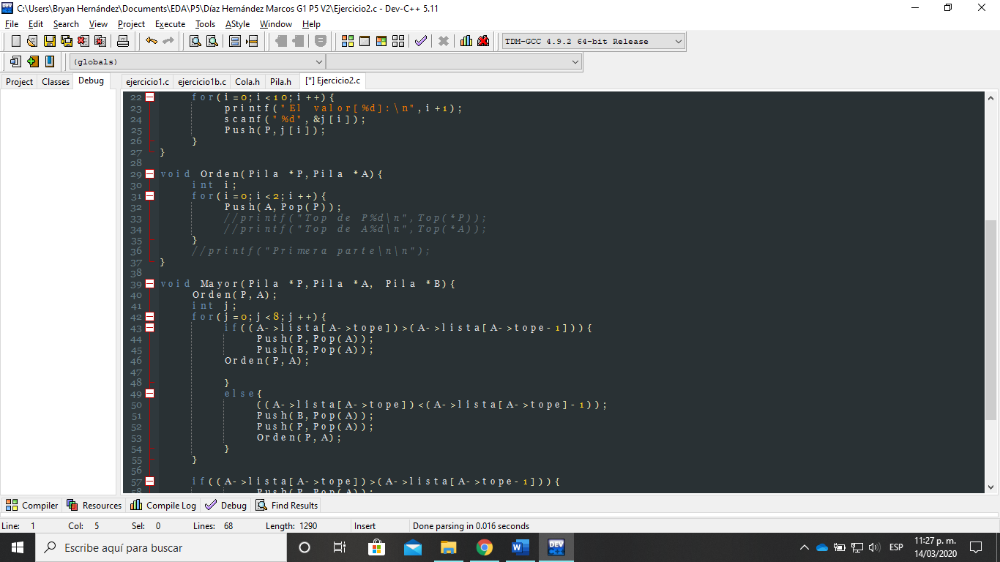 C:\Users\Bryan Hernández\Documents\EDA\P5\Díaz Hernández Marcos G1 P5 V2\Ejercicio2.c - Dev-C++ 5.11
File Edit Search View Project Execute Tools AStyle Window Help
TDM-GCC 4.9.2 64-bit Release
(globals)
Project Classes Debug ejercicio1.c ejercicio1b.c Cola.h Pila.h [*] Ejercicio2.c
22 for(i=0;i<10;i++){
23 printf("El valor[%d]:\n",i+1);
24 scanf("%d",&j[i]);
25 Push(P,j[i]);
26 }
27 }
28
29 void Orden(Pila *P,Pila *A){
30 int i;
31 for(i=0;i<2;i++){
32 Push(A,Pop(P));
33 //printf("Top de P%d\n",Top(*P));
34 //printf("Top de A%d\n",Top(*A));
35 }
36 //printf("Primera parte\n\n");
37 }
38
39 void Mayor(Pila *P,Pila *A, Pila *B){
40 Orden(P,A);
41 int j;
42 for(j=0;j<8;j++){
43 if((A->lista[A->tope])>(A->lista[A->tope-1])){
44 Push(P,Pop(A));
45 Push(B,Pop(A));
46 Orden(P,A);
47
48 }
49 else{
50 ((A->lista[A->tope])<(A->lista[A->tope]-1));
51 Push(B,Pop(A));
52 Push(P,Pop(A));
53 Orden(P,A);
54 }
55 }
56
57 if((A->lista[A->tope])>(A->lista[A->tope-1])){
58 Push(P,Pop(A));
Compiler Resources Compile Log Debug Find Results
Line: 1 Col: 5 Sel: 0 Lines: 68 Length: 1290 Insert Done parsing in 0.016 seconds
Escribe aquí para buscar
DEV
ESP
11:27 p. m.
14/03/2020